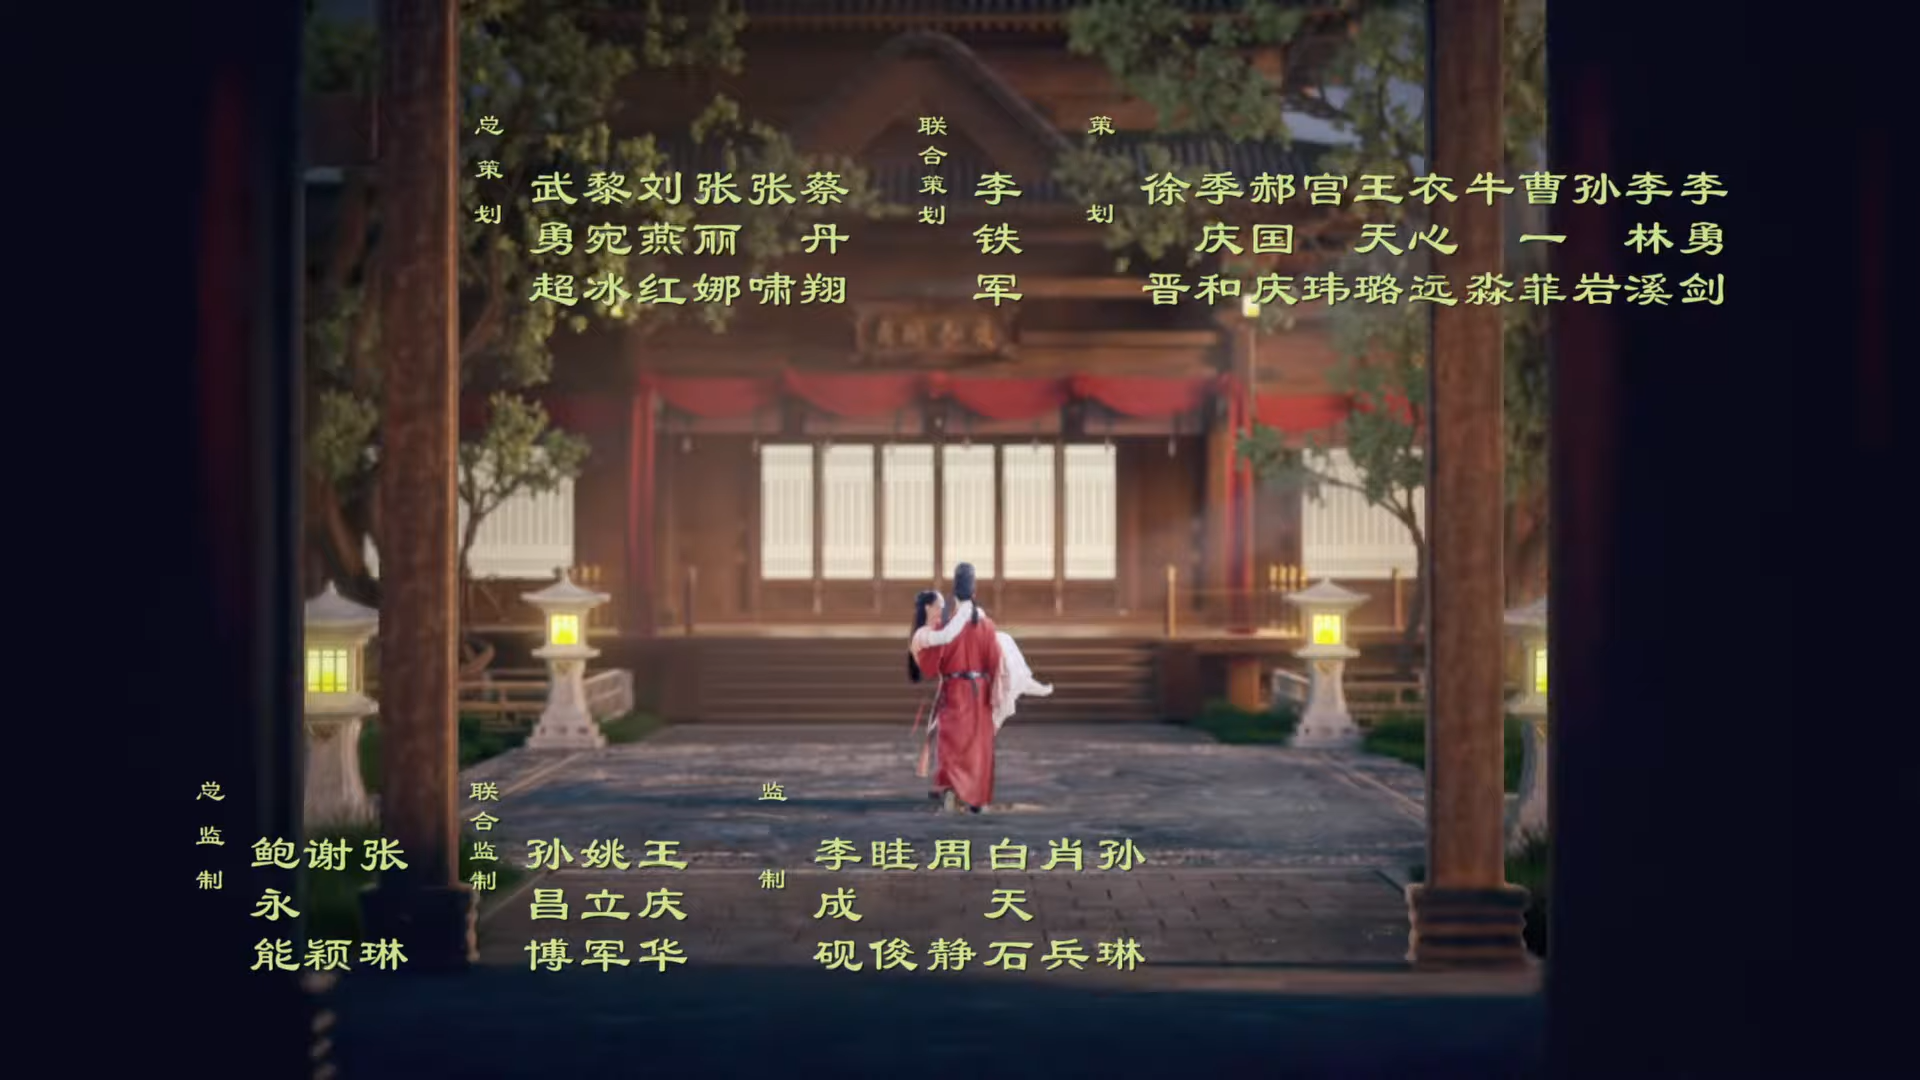 总策划
武勇超
黎宛冰
刘燕红
张丽娜
张啸
蔡丹翔
联合策划
李铁军
策划
徐晋
季庆和
郝国庆
宫玮
王天璐
衣心远
牛淼
曹一菲
孙岩
李林溪
李勇剑
总监制
鲍永能
谢颖
张琳
联合监制
孙昌博
姚立军
王庆华
监制
李成砚
眭俊
周静
白天石
肖兵
孙琳